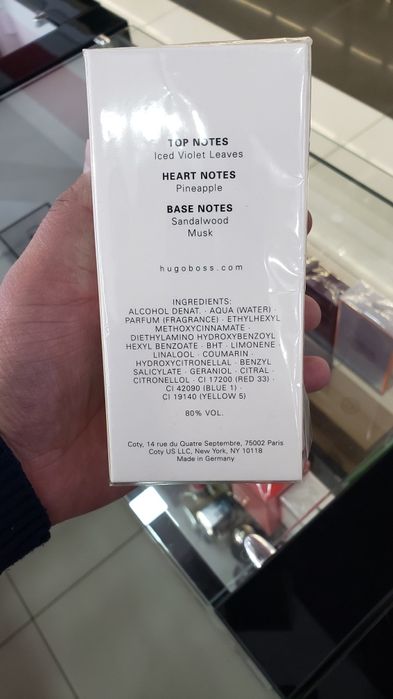 TOP NOTES
Iced Violet Leaves
HEART NOTES
Pineapple
BASE NOTES
Sandalwood
Musk
hugoboss.com
INGREDIENTS:
ALCOHOL DENAT. · AQUA (WATER) ·
PARFUM (FRAGRANCE) · ETHYLHEXYL
METHOXYCINNAMATE ·
DIETHYLAMINO HYDROXYBENZOYL
HEXYL BENZOATE · BHT · LIMONENE
LINALOOL · COUMARIN ·
HYDROXYCITRONELLAL · BENZYL
SALICYLATE · GERANIOL · CITRAL ·
CITRONELLOL · CI 17200 (RED 33) ·
CI 42090 (BLUE 1) ·
CI 19140 (YELLOW 5)
80% VOL.
Coty, 14 rue du Quatre Septembre, 75002 Paris
Coty US LLC, New York, NY 10118
Made in Germany